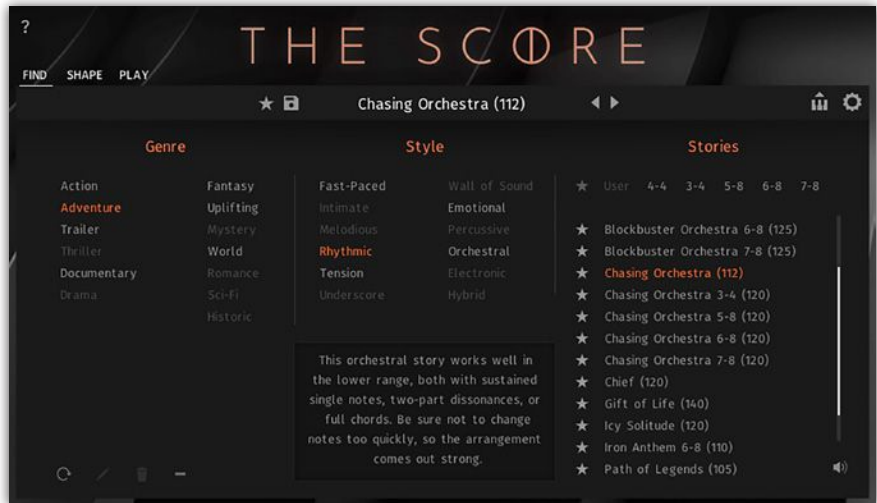 ?
THE SCORE
FIND SHAPE PLAY
Chasing Orchestra (112)
Genre
Action
Adventure
Trailer
Thriller
Documentary
Drama
Fantasy
Uplifting
Mystery
World
Romance
Sci-Fi
Historic
Style
Fast-Paced
Intimate
Melodious
Rhythmic
Tension
Underscore
Wall of Sound
Emotional
Percussive
Orchestral
Electronic
Hybrid
This orchestral story works well in
the lower range, both with sustained
single notes, two-part dissonances, or
full chords. Be sure not to change
notes too quickly, so the arrangement
comes out strong.
Stories
User 4-4 3-4 5-8 6-8 7-8
Blockbuster Orchestra 6-8 (125)
Blockbuster Orchestra 7-8 (125)
Chasing Orchestra (112)
Chasing Orchestra 3-4 (120)
Chasing Orchestra 5-8 (120)
Chasing Orchestra 6-8 (120)
Chasing Orchestra 7-8 (120)
Chief (120)
Gift of Life (140)
Icy Solitude (120)
Iron Anthem 6-8 (110)
Path of Legends (105)